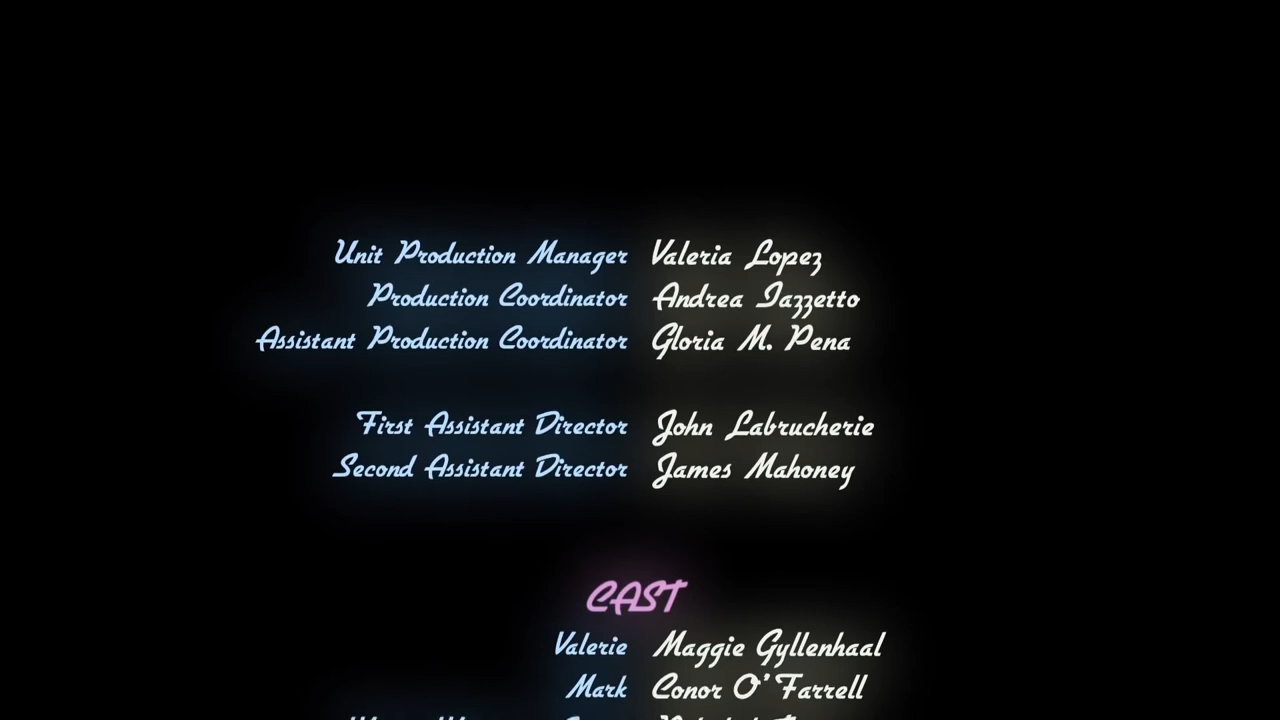 Unit Production Manager Valeria Lopez
Production Coordinator Andrea Iazzetto
Assistant Production Coordinator Gloria M. Pena
First Assistant Director John Labrucherie
Second Assistant Director James Mahoney
CAST
Valerie Maggie Gyllenhaal
Mark Conor O'Farrell